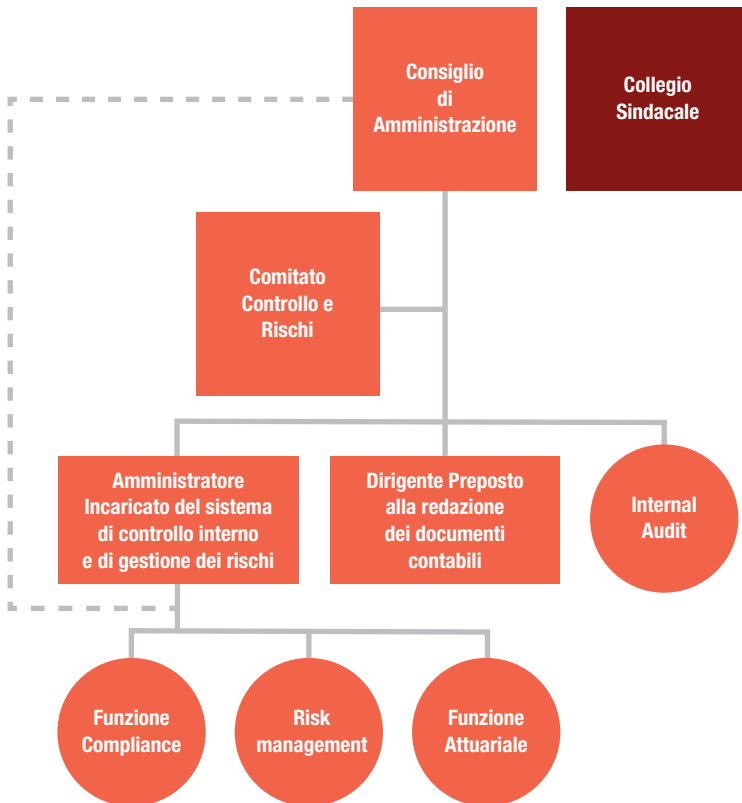 Consiglio
di
Amministrazione
Collegio
Sindacale
Comitato
Controllo e
Rischi
Amministratore
Incaricato del sistema
di controllo interno
e di gestione dei rischi
Dirigente Preposto
alla redazione
dei documenti
contabili
Internal
Audit
Funzione
Compliance
Risk
management
Funzione
Attuariale